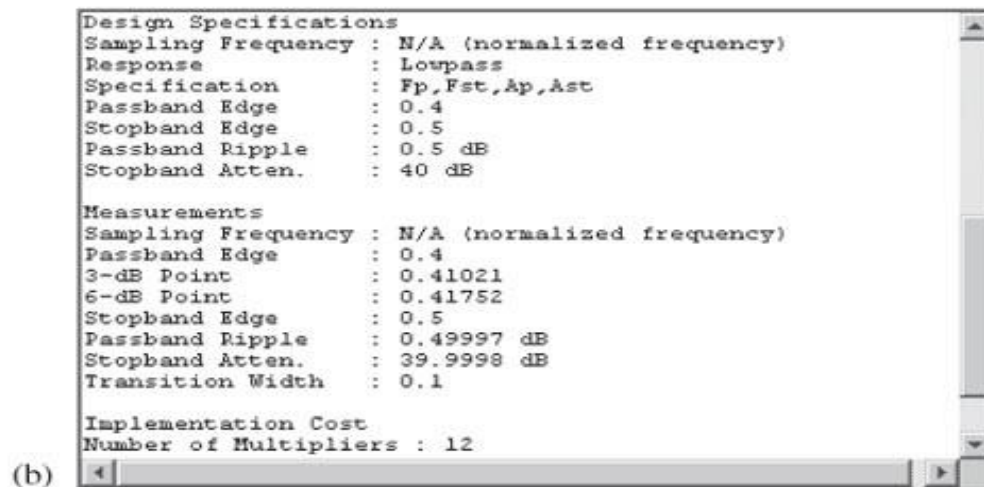 Design Specifications
Sampling Frequency : N/A (normalized frequency)
Response : Lowpass
Specification : Fp,Fst,Ap,Ast
Passband Edge : 0.4
Stopband Edge : 0.5
Passband Ripple : 0.5 dB
Stopband Atten. : 40 dB
Measurements
Sampling Frequency : N/A (normalized frequency)
Passband Edge : 0.4
3-dB Point : 0.41021
6-dB Point : 0.41752
Stopband Edge : 0.5
Passband Ripple : 0.49997 dB
Stopband Atten. : 39.9998 dB
Transition Width : 0.1
Implementation Cost
Number of Multipliers : 12
(b)